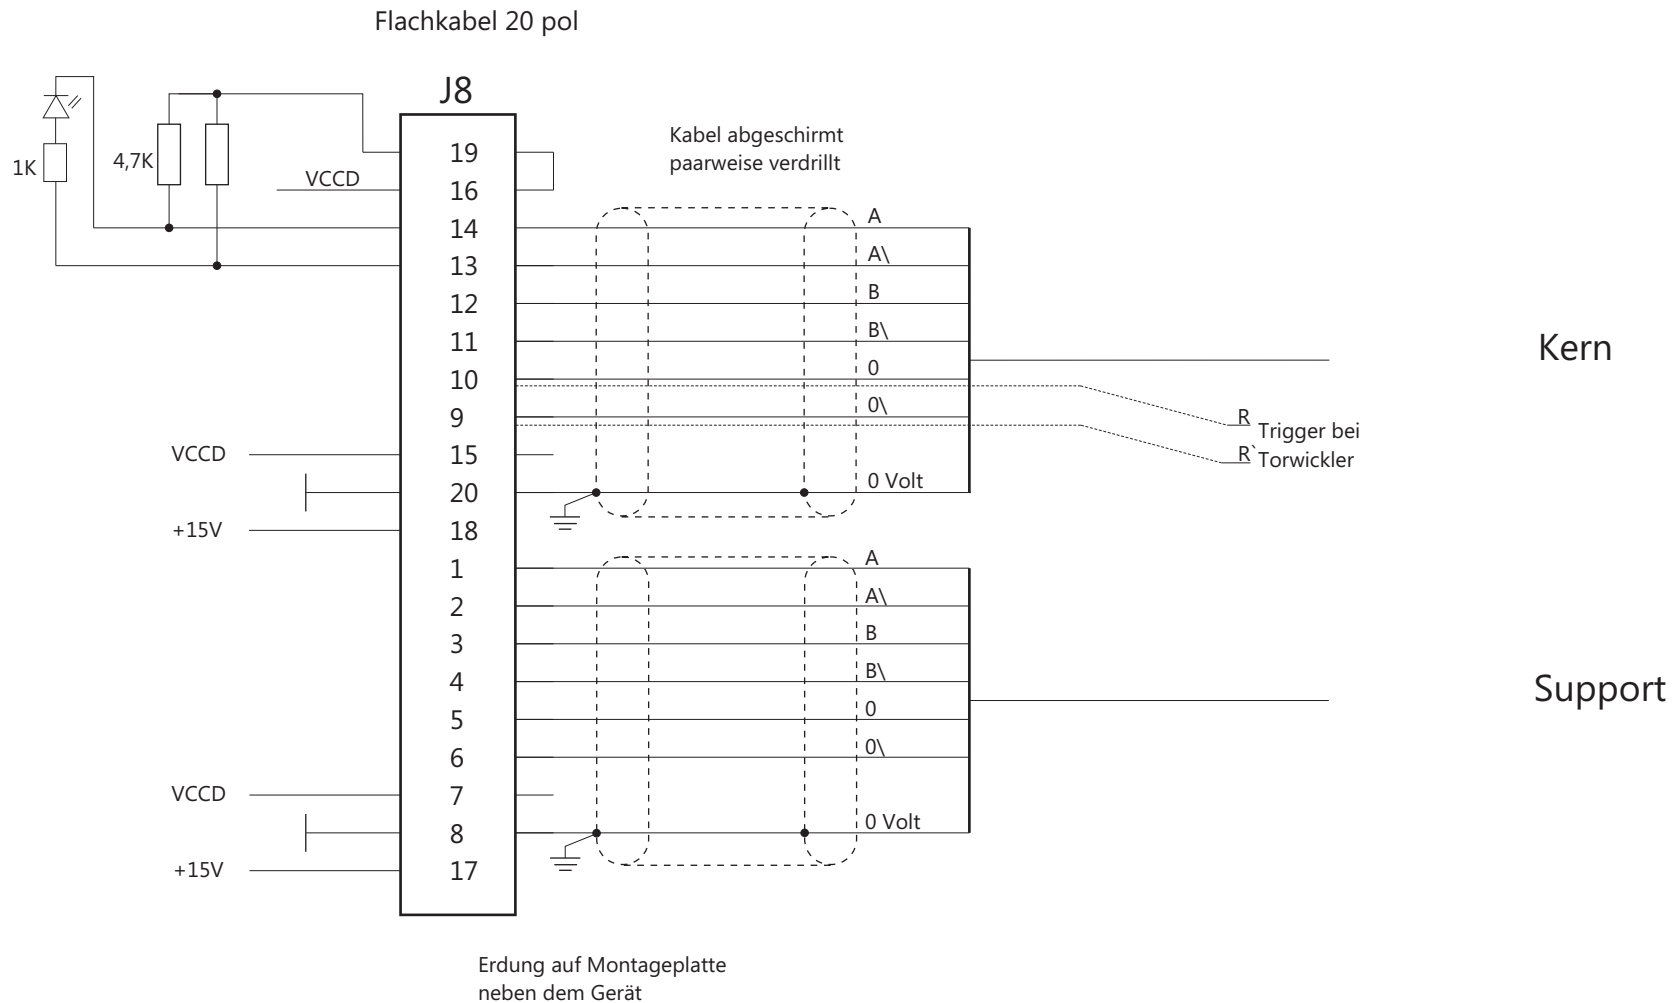 Flachkabel 20 pol
J8
Kabel abgeschirmt
paarweise verdrillt
1K
4,7K
19
VCCD
16
14
A
13
A\
12
B
11
B\
Kern
10
0
9
0\
R
Trigger bei
R`
Torwickler
VCCD
15
20
0 Volt
+15V
18
1
A
2
A\
3
B
4
B\
Support
5
0
6
0\
VCCD
7
8
0 Volt
+15V
17
Erdung auf Montageplatte
neben dem Gerät